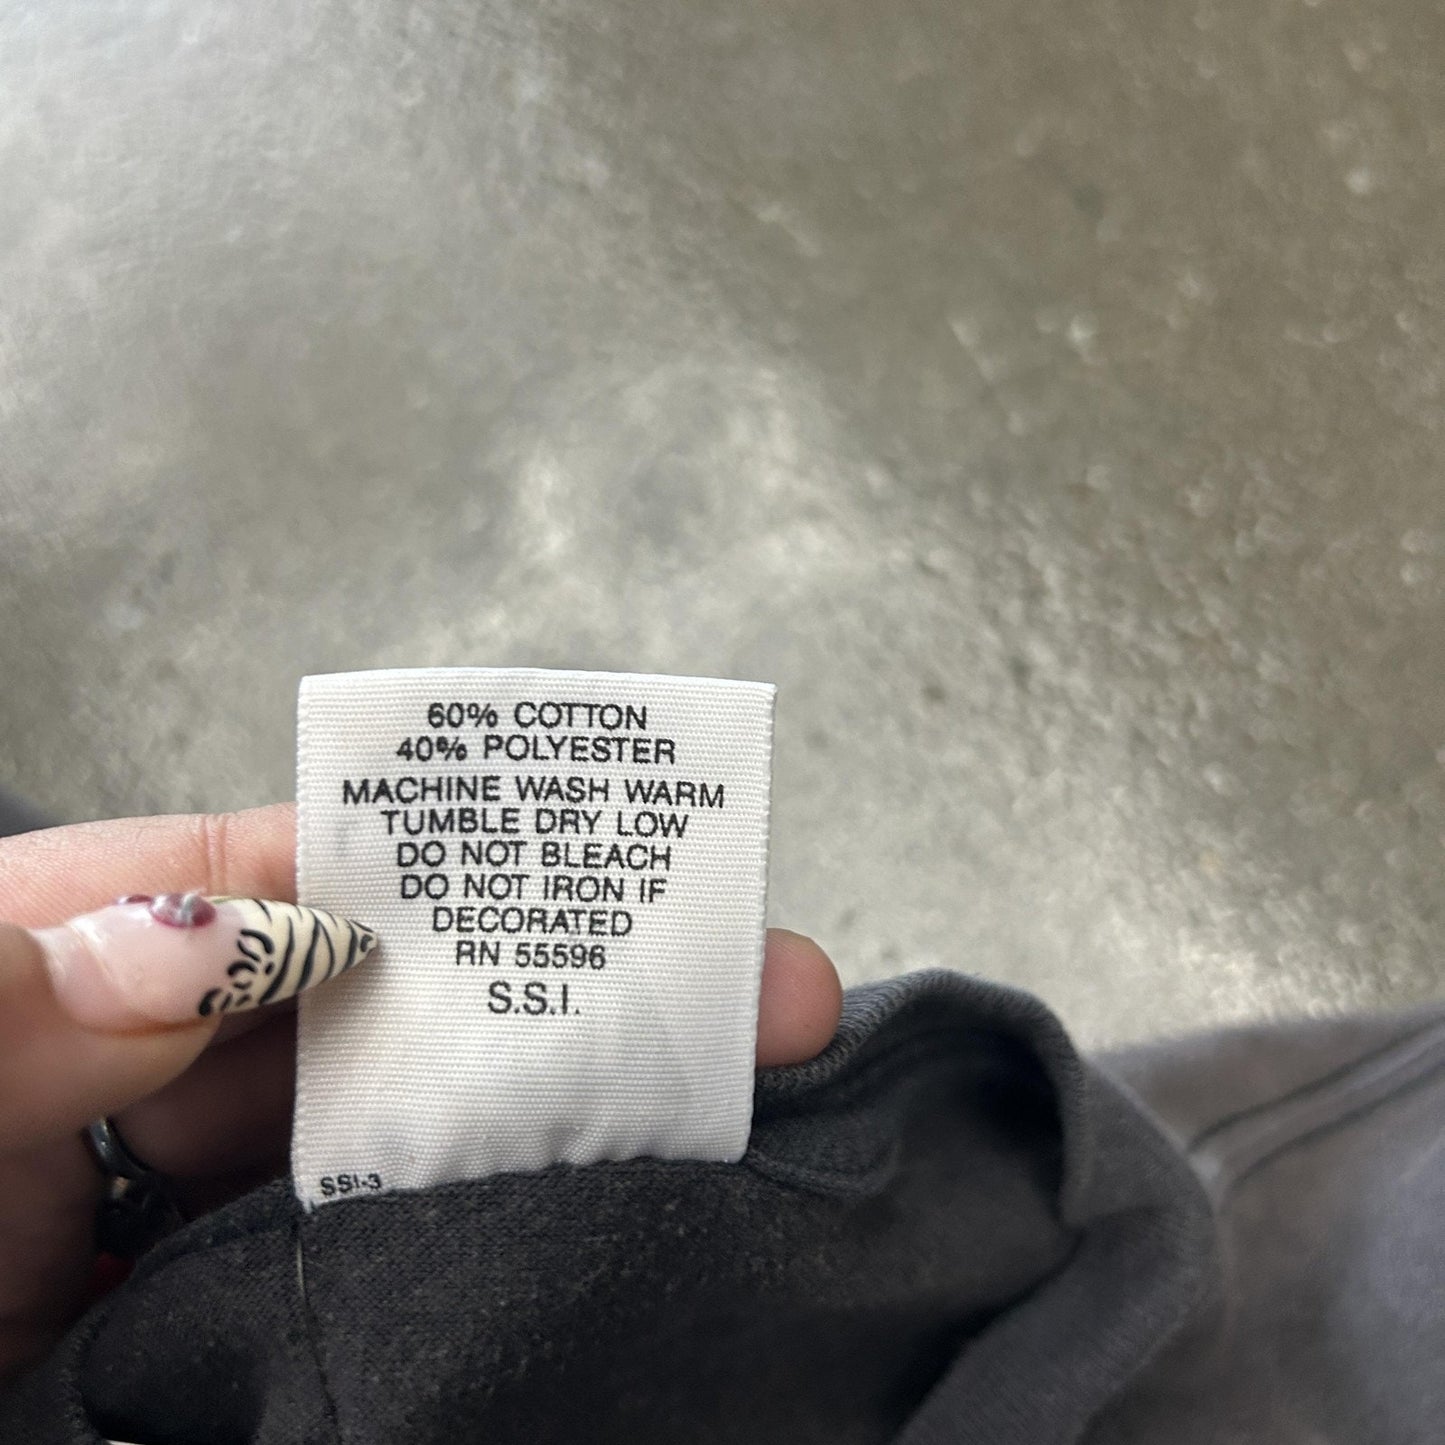 60% COTTON
40% POLYESTER
MACHINE WASH WARM
TUMBLE DRY LOW
DO NOT BLEACH
DO NOT IRON IF
DECORATED
RN 55596
S.S.I.
SSI-3